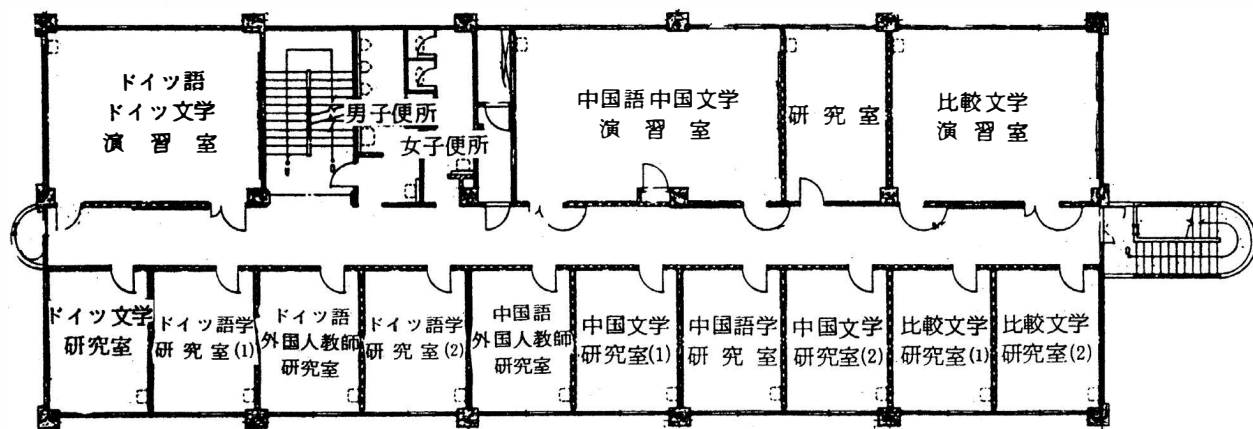 ドイツ語
ドイツ文学
演習室
男子便所
女子便所
中国語中国文学
演習室
研究室
比較文学
演習室
ドイツ文学
研究室
ドイツ語学
研究室(1)
ドイツ語
外国人教師
研究室
ドイツ語学
研究室(2)
中国語
外国人教師
研究室
中国文学
研究室(1)
中国語学
研究室
中国文学
研究室(2)
比較文学
研究室(1)
比較文学
研究室(2)